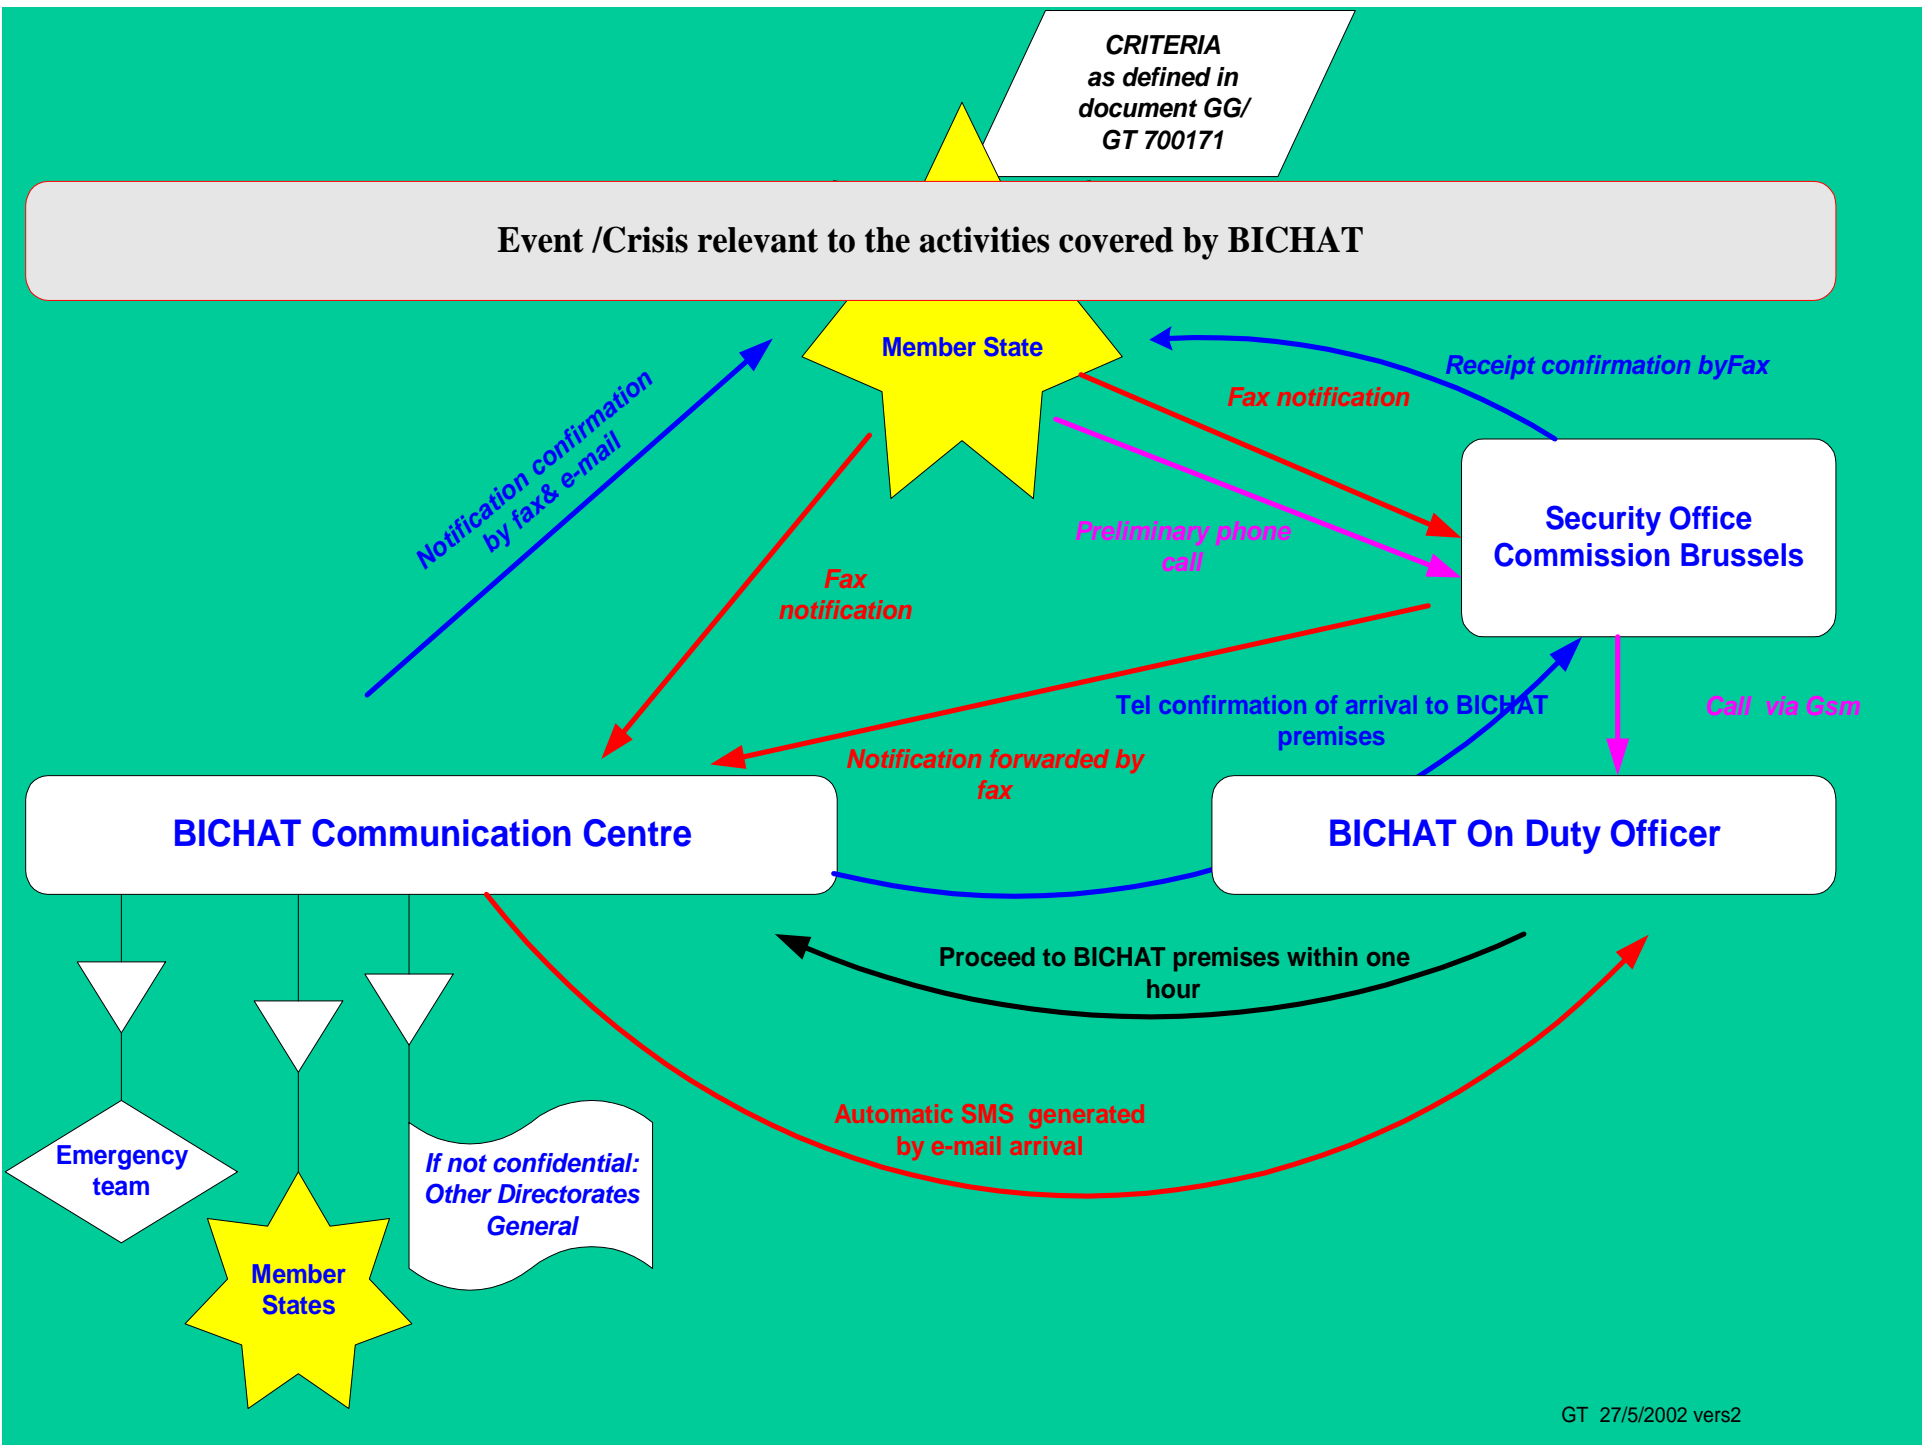 CRITERIA
as defined in
document GG/
GT 700171
Event /Crisis relevant to the activities covered by BICHAT
Member State
Receipt confirmation byFax
Fax notification
Notification confirmation
by fax& e-mail
Security Office
Commission Brussels
Preliminary phone
call
Fax
notification
Tel confirmation of arrival to BICHAT
premises
Call  via Gsm
Notification forwarded by
fax
BICHAT Communication Centre
BICHAT On Duty Officer
Proceed to BICHAT premises within one
hour
Automatic SMS  generated
by e-mail arrival
Emergency
team
If not confidential:
Other Directorates
General
Member
States
GT  27/5/2002 vers2